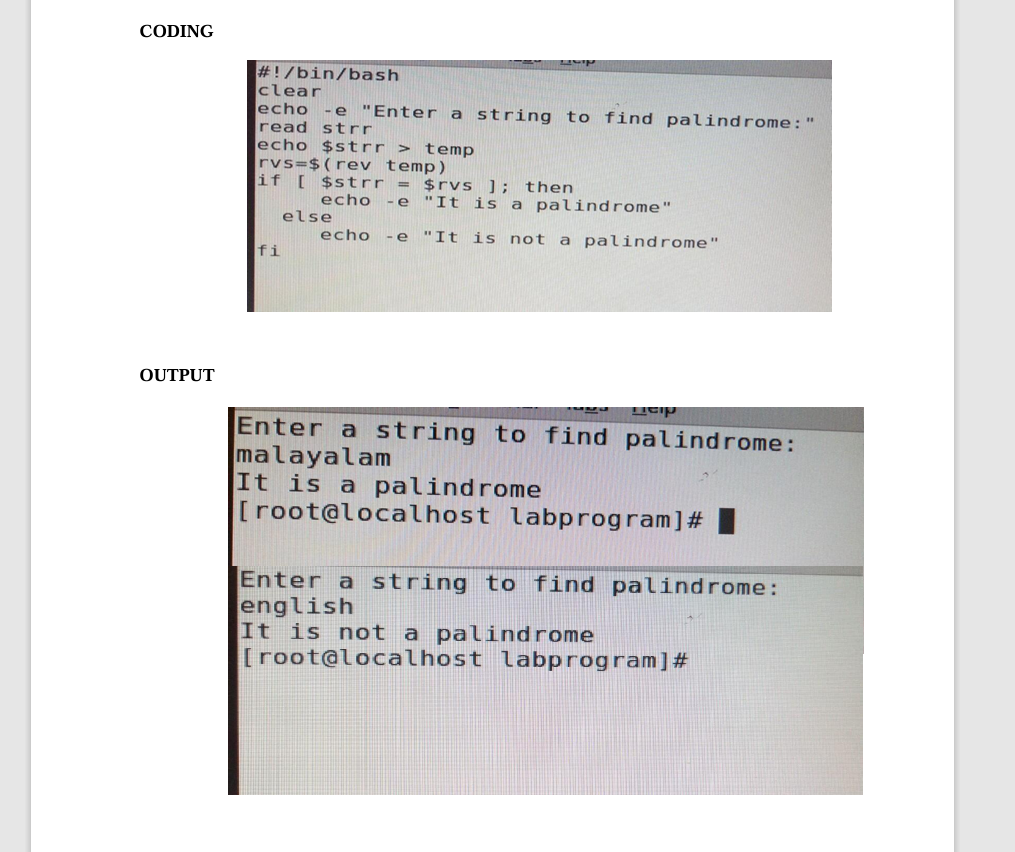 CODING
#!/bin/bash
clear
echo -e "Enter a string to find palindrome:"
read strr
echo $strr > temp
rvs=$(rev temp)
if [ $strr = $rvs ]; then
echo -e "It is a palindrome"
else
echo -e "It is not a palindrome"
fi
OUTPUT
Tabs Help
Enter a string to find palindrome:
malayalam
It is a palindrome
[root@localhost labprogram]#
Enter a string to find palindrome:
english
It is not a palindrome
[root@localhost labprogram]#